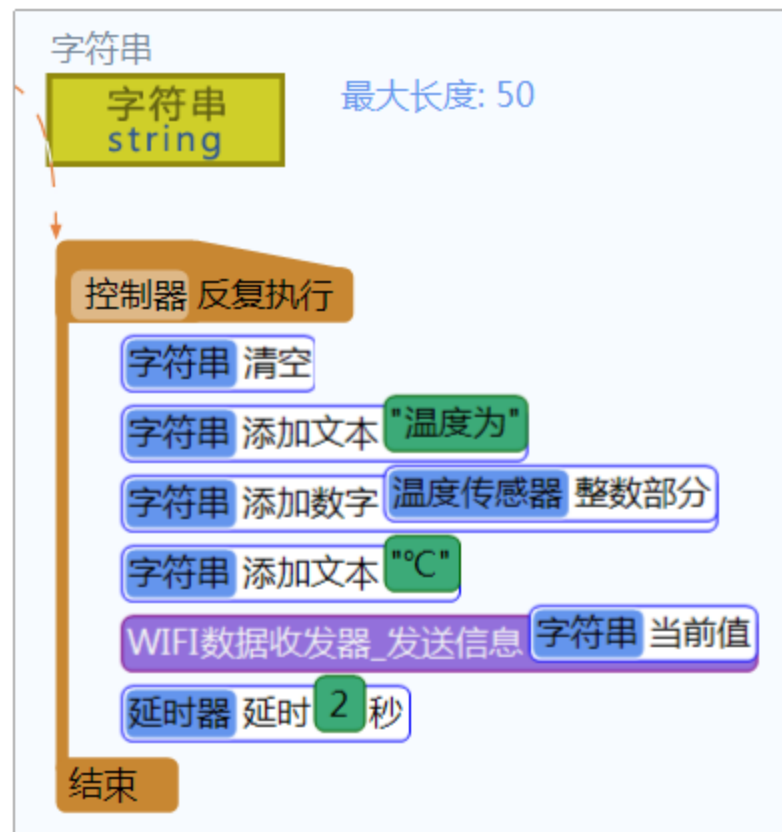 字符串
字符串
string
最大长度: 50
控制器 反复执行
字符串 清空
字符串 添加文本 "温度为"
字符串 添加数字 温度传感器 整数部分
字符串 添加文本 "℃"
WIFI数据收发器_发送信息 字符串 当前值
延时器 延时 2 秒
结束